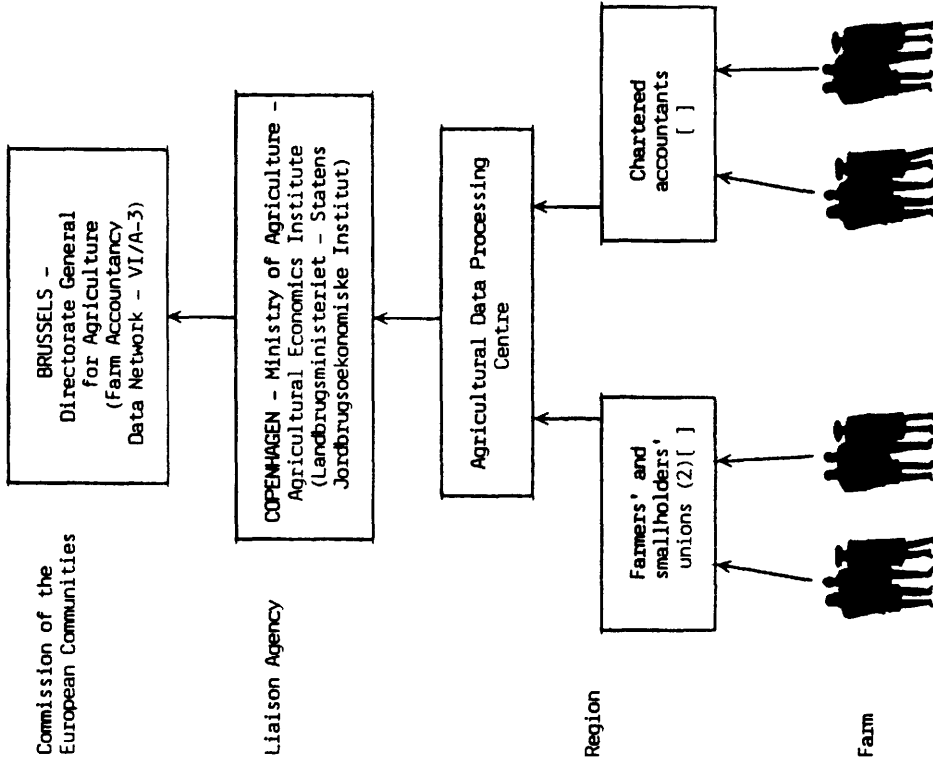 Commission of the
European Communities
BRUSSELS -
Directorate General
for Agriculture
(Farm Accountancy
Data Network - VI/A-3)
Liaison Agency
COPENHAGEN - Ministry of Agriculture -
Agricultural Economics Institute
(Landbrugsministeriet - Statens
Jordbrugsoekonomiske Institut)
Agricultural Data Processing
Centre
Region
Farmers' and
smallholders'
unions (2)[ ]
Chartered
accountants
[ ]
Farm